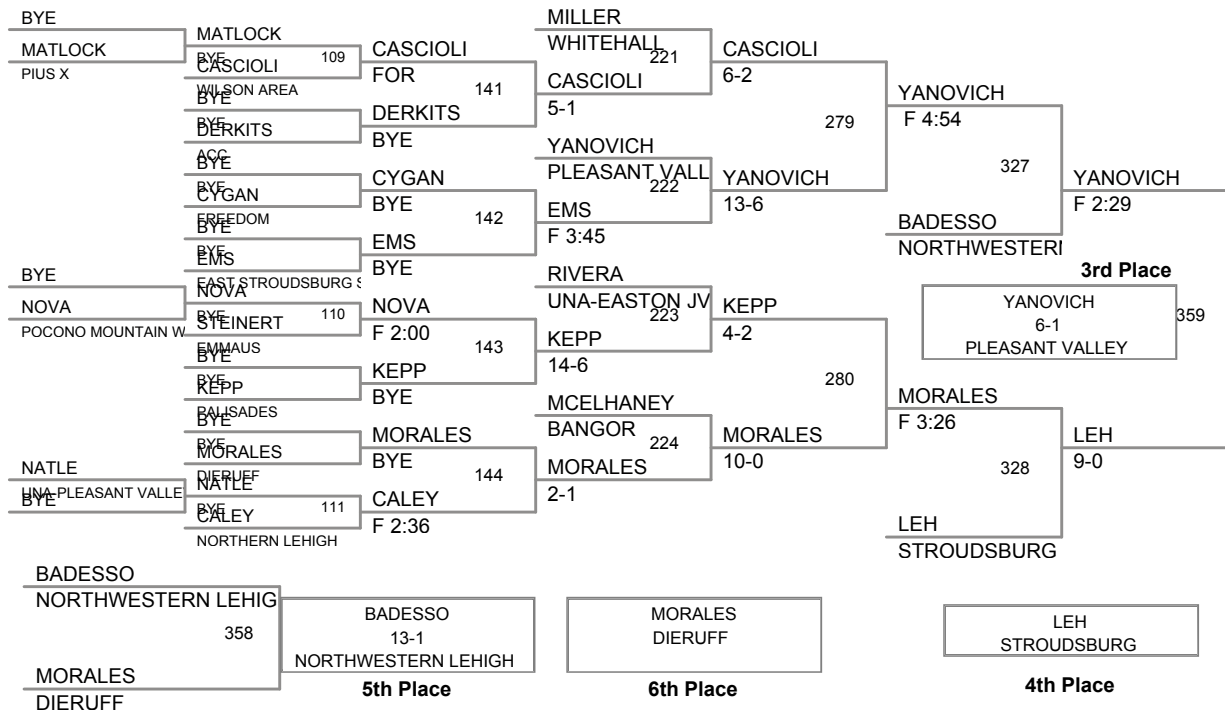 BYE
MATLOCK
PIUS X
BYE
NOVA
POCONO MOUNTAIN W
NATLE
UNA-PLEASANT VALLEY
BYE
MATLOCK
BYE
109
CASCIOLI
WILSON AREA
BYE
BYE
DERKITS
ACC
BYE
BYE
CYGAN
FREEDOM
BYE
BYE
EMS
EAST STROUDSBURG S
NOVA
BYE
110
STEINERT
EMMAUS
BYE
BYE
KEPP
PALISADES
BYE
BYE
MORALES
DIERUFF
NATLE
BYE
111
CALEY
NORTHERN LEHIGH
CASCIOLI
FOR
141
DERKITS
BYE
CYGAN
BYE
142
EMS
BYE
NOVA
F 2:00
143
KEPP
BYE
MORALES
BYE
144
CALEY
F 2:36
MILLER
WHITEHALL
221
CASCIOLI
5-1
YANOVICH
PLEASANT VALL
222
EMS
F 3:45
RIVERA
UNA-EASTON JV
223
KEPP
14-6
MCELHANEY
BANGOR
224
MORALES
2-1
CASCIOLI
6-2
279
YANOVICH
13-6
KEPP
4-2
280
MORALES
10-0
YANOVICH
F 4:54
327
BADESSO
NORTHWESTERN
MORALES
F 3:26
328
LEH
STROUDSBURG
YANOVICH
F 2:29
3rd Place
YANOVICH
6-1
PLEASANT VALLEY
359
LEH
9-0
BADESSO
NORTHWESTERN LEHIG
358
MORALES
DIERUFF
BADESSO
13-1
NORTHWESTERN LEHIGH
5th Place
MORALES
DIERUFF
6th Place
LEH
STROUDSBURG
4th Place